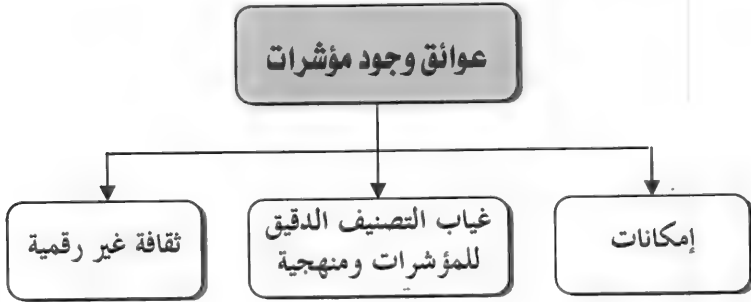 عوائق وجود مؤشرات
إمكانات
غياب التصنيف الدقيق
للمؤشرات ومنهجية
ثقافة غير رقمية